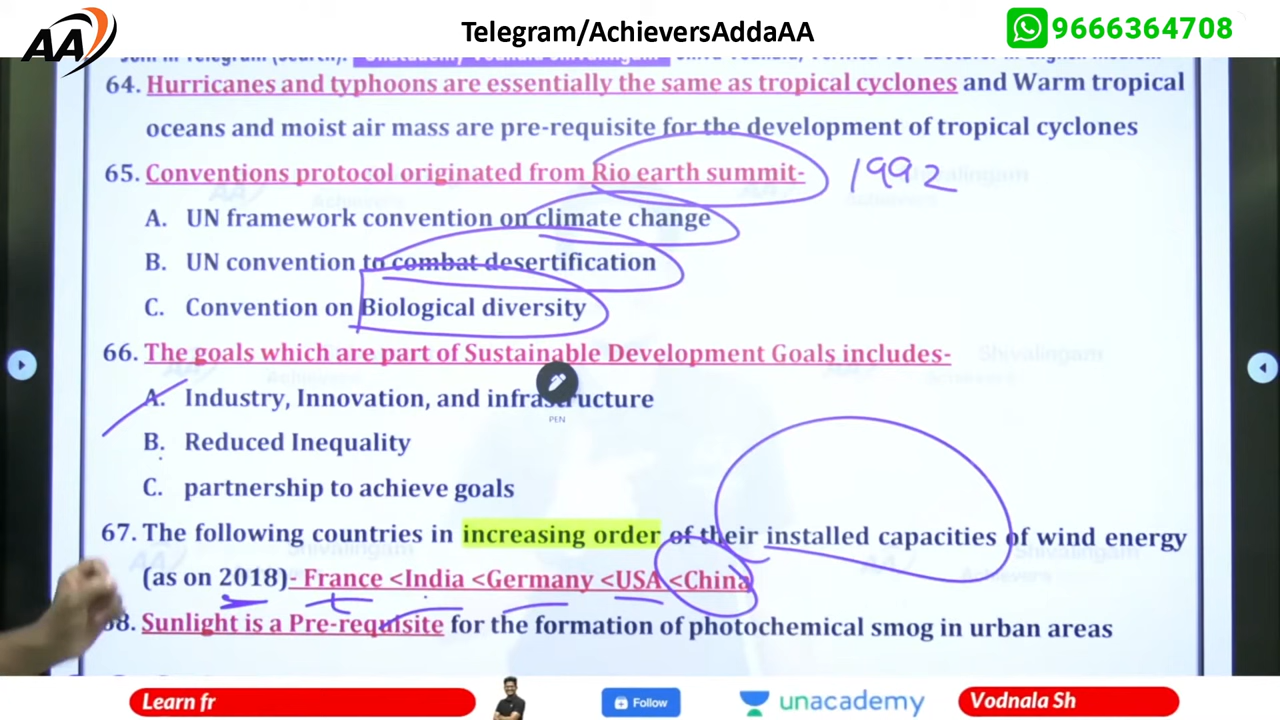 AA
Telegram/AchieversAddaAA
9666364708
64. Hurricanes and typhoons are essentially the same as tropical cyclones and Warm tropical
oceans and moist air mass are pre-requisite for the development of tropical cyclones
65. Conventions protocol originated from Rio earth summit- 1992
A. UN framework convention on climate change
B. UN convention to combat desertification
C. Convention on Biological diversity
66. The goals which are part of Sustainable Development Goals includes-
A. Industry, Innovation, and infrastructure
PEN
B. Reduced Inequality
C. partnership to achieve goals
67. The following countries in increasing order of their installed capacities of wind energy
(as on 2018)- France <India <Germany <USA <China
68. Sunlight is a Pre-requisite for the formation of photochemical smog in urban areas
Learn fr
Follow
unacademy
Vodnala Sh